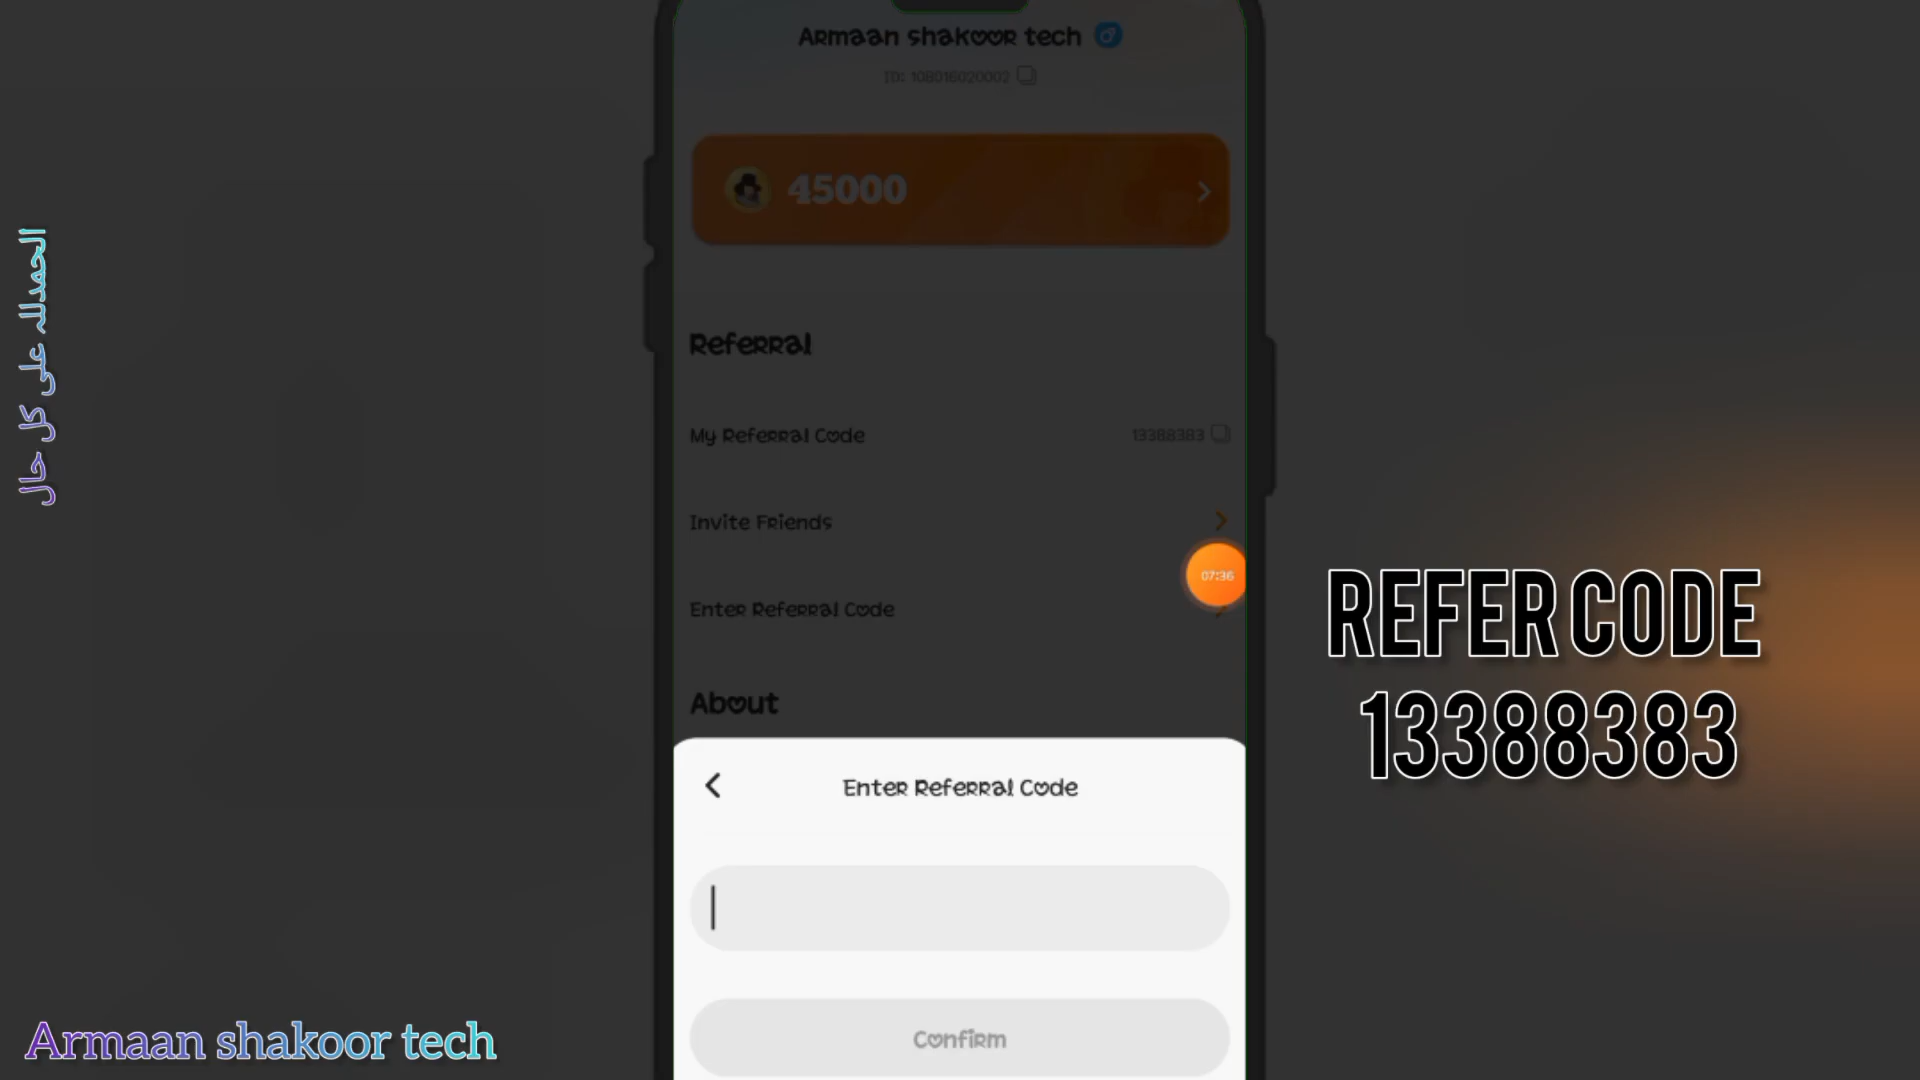 Armaan shakoor tech
ID: 108016020002
45000
Referral
My Referral Code
13388383
Invite Friends
07:36
Enter Referral Code
About
Enter Referral Code
Confirm
REFER CODE
13388383
الحمدلله على كل حال
Armaan shakoor tech